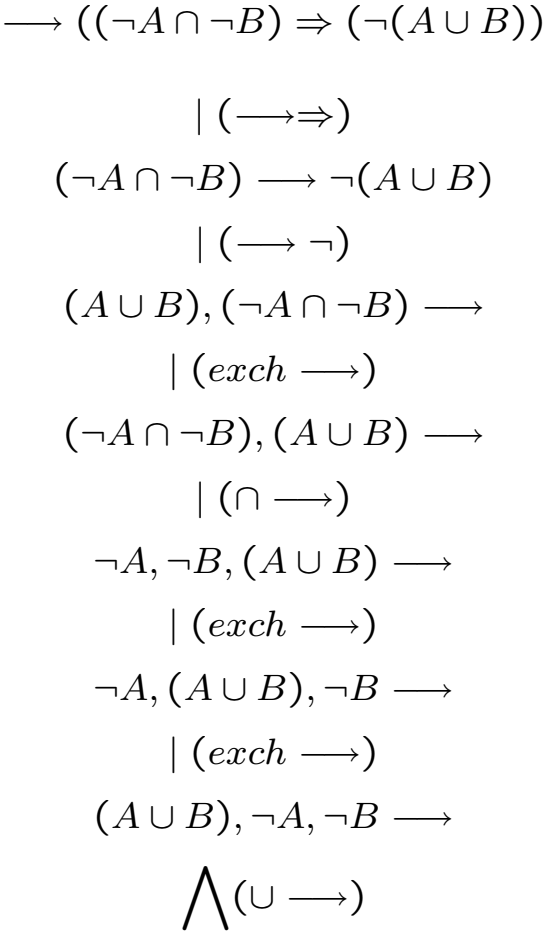 ⟶ ((¬A ∩ ¬B) ⇒ (¬(A ∪ B))
| (⟶⇒)
(¬A ∩ ¬B) ⟶ ¬(A ∪ B)
| (⟶ ¬)
(A ∪ B), (¬A ∩ ¬B) ⟶
| (exch ⟶)
(¬A ∩ ¬B), (A ∪ B) ⟶
| (∩ ⟶)
¬A, ¬B, (A ∪ B) ⟶
| (exch ⟶)
¬A, (A ∪ B), ¬B ⟶
| (exch ⟶)
(A ∪ B), ¬A, ¬B ⟶
⋀(∪ ⟶)